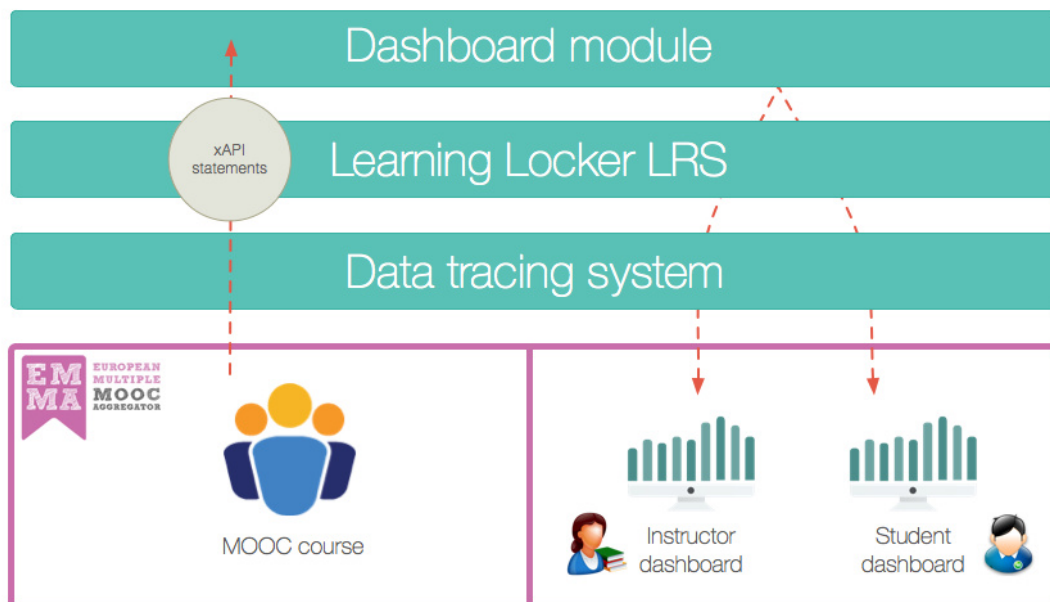 Dashboard module
xAPI
statements
Learning Locker LRS
Data tracing system
EM
MA
EUROPEAN
MULTIPLE
MOOC
AGGREGATOR
MOOC course
Instructor
dashboard
Student
dashboard